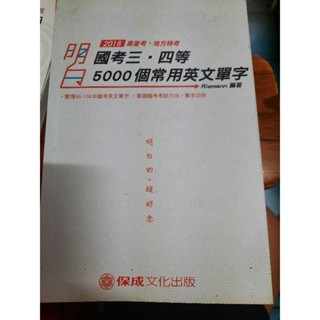 明白
2018 高普考・地方特考
國考三・四等
5000個常用英文單字
Riemann 編著
明白的，超好念
保成文化出版